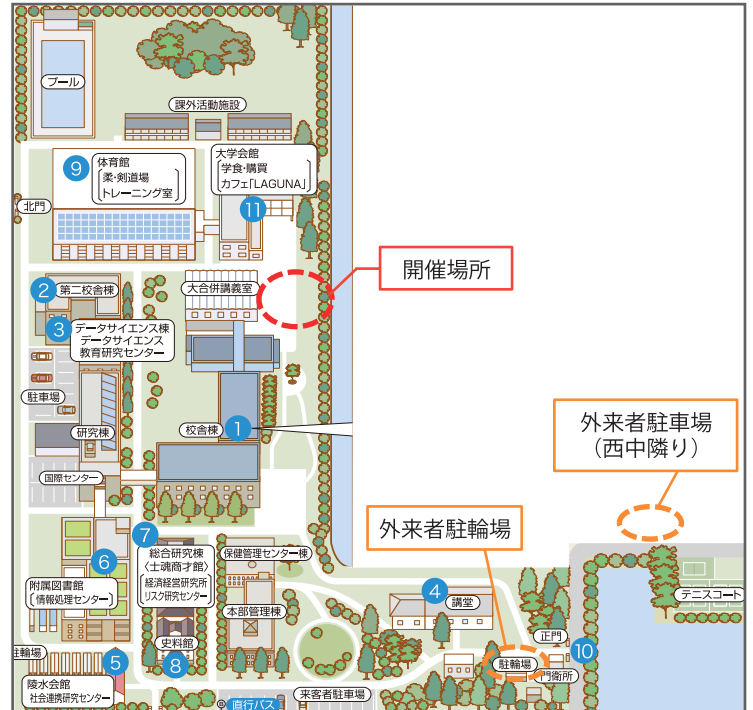 プール
課外活動施設
9
体育館
柔・剣道場
トレーニング室
大学会館
学食・購買
カフェ「LAGUNA」
11
北門
開催場所
2
第二校舎棟
大合併講義室
3
データサイエンス棟
データサイエンス
教育研究センター
駐車場
研究棟
校舎棟
1
外来者駐車場
(西中隣り)
国際センター
外来者駐輪場
7
総合研究棟
〈士魂商才館〉
経済経営研究所
リスク研究センター
保健管理センター棟
6
附属図書館
情報処理センター
本部管理棟
4
講堂
テニスコート
正門
史料館
8
駐輪場
門衛所
10
駐輪場
5
陵水会館
社会連携研究センター
直行バス
来客者駐車場